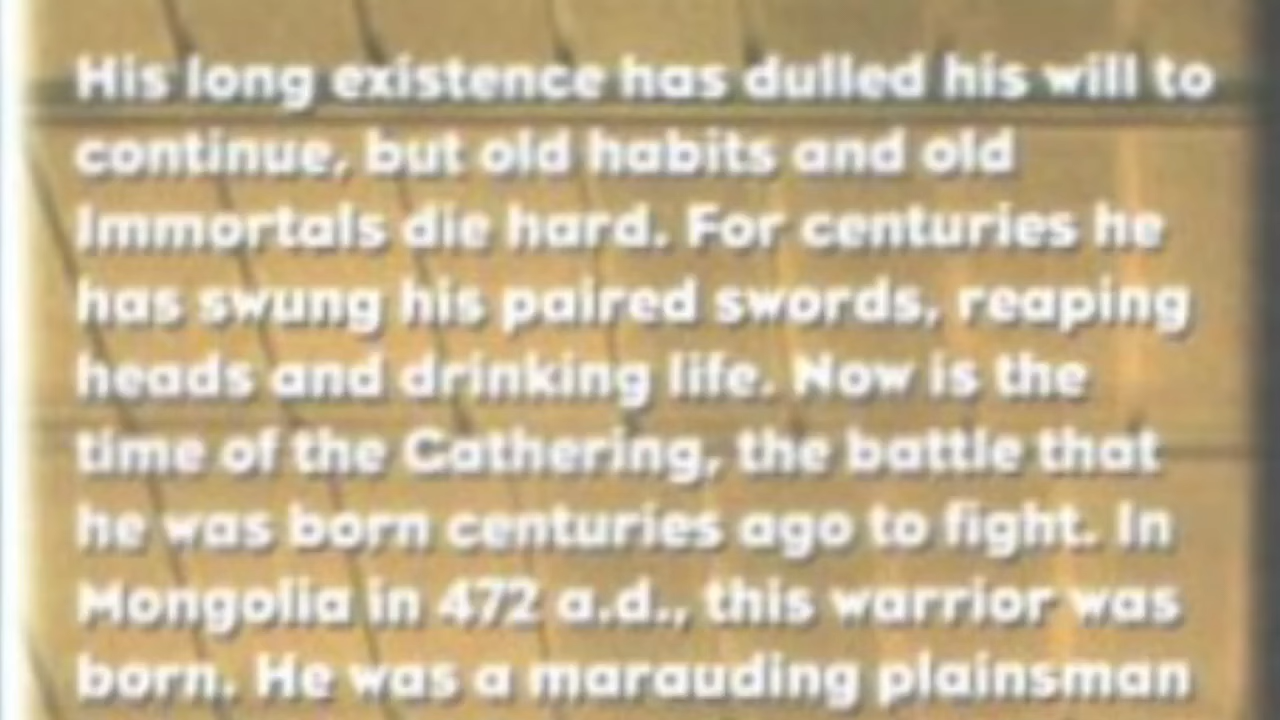 His long existence has dulled his will to
continue, but old habits and old
Immortals die hard. For centuries he
has swung his paired swords, reaping
heads and drinking life. Now is the
time of the Gathering, the battle that
he was born centuries ago to fight. In
Mongolia in 472 a.d., this warrior was
born. He was a marauding plainsman